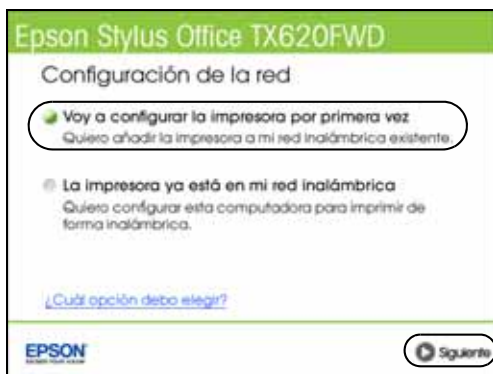 Epson Stylus Office TX620FWD
Configuración de la red
Voy a configurar la impresora por primera vez
Quiero añadir la impresora a mi red inalámbrica existente.
La impresora ya está en mi red inalámbrica
Quiero configurar esta computadora para imprimir de
forma inalámbrica.
¿Cuál opción debo elegir?
EPSON
Siguiente